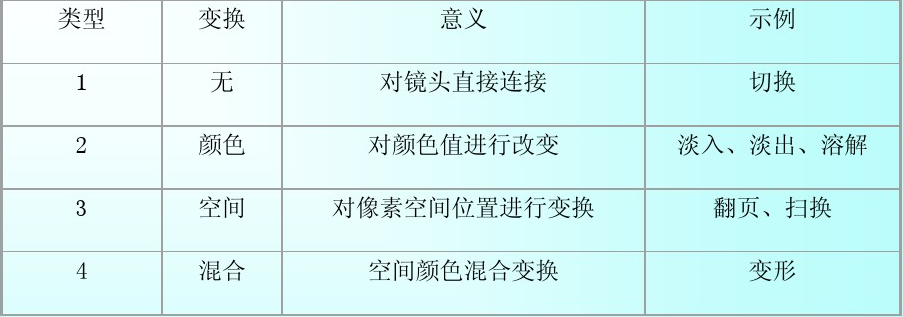 类型 变换 意义 示例
1 无 对镜头直接连接 切换
2 颜色 对颜色值进行改变 淡入、淡出、溶解
3 空间 对像素空间位置进行变换 翻页、扫换
4 混合 空间颜色混合变换 变形